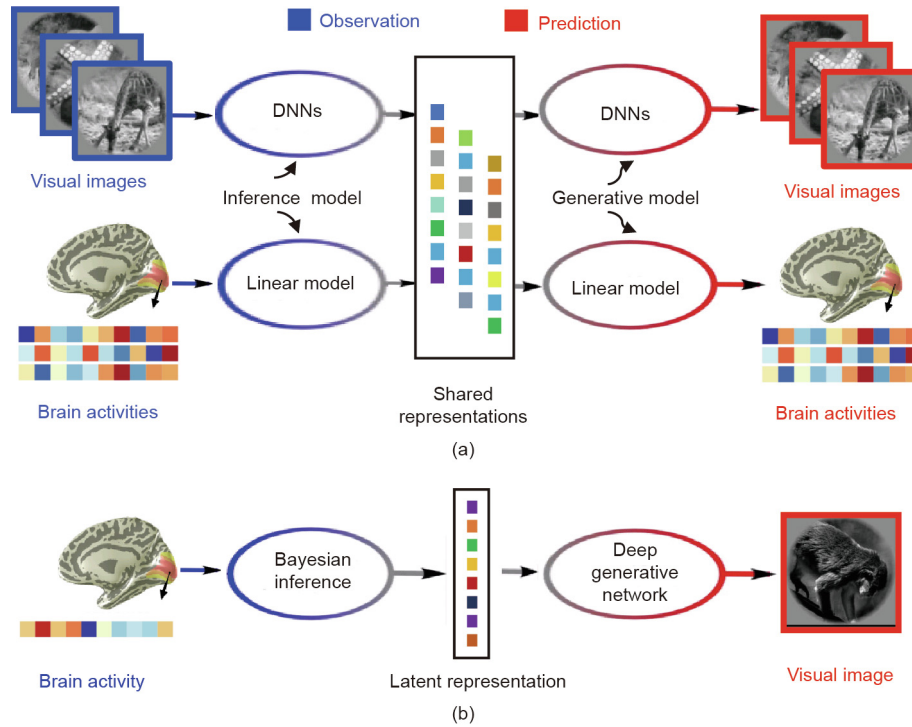 Observation
Prediction
DNNs
DNNs
Visual images
Inference model
Generative model
Visual images
Linear model
Linear model
Brain activities
Shared
representations
Brain activities
(a)
Bayesian
inference
Deep
generative
network
Brain activity
Latent representation
Visual image
(b)